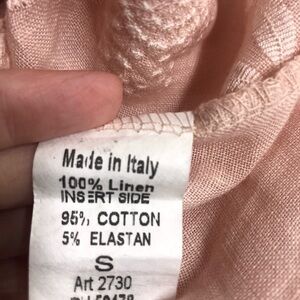 Made in Italy
100% Linen
INSERT SIDE
95% COTTON
5% ELASTAN
S
Art 2730